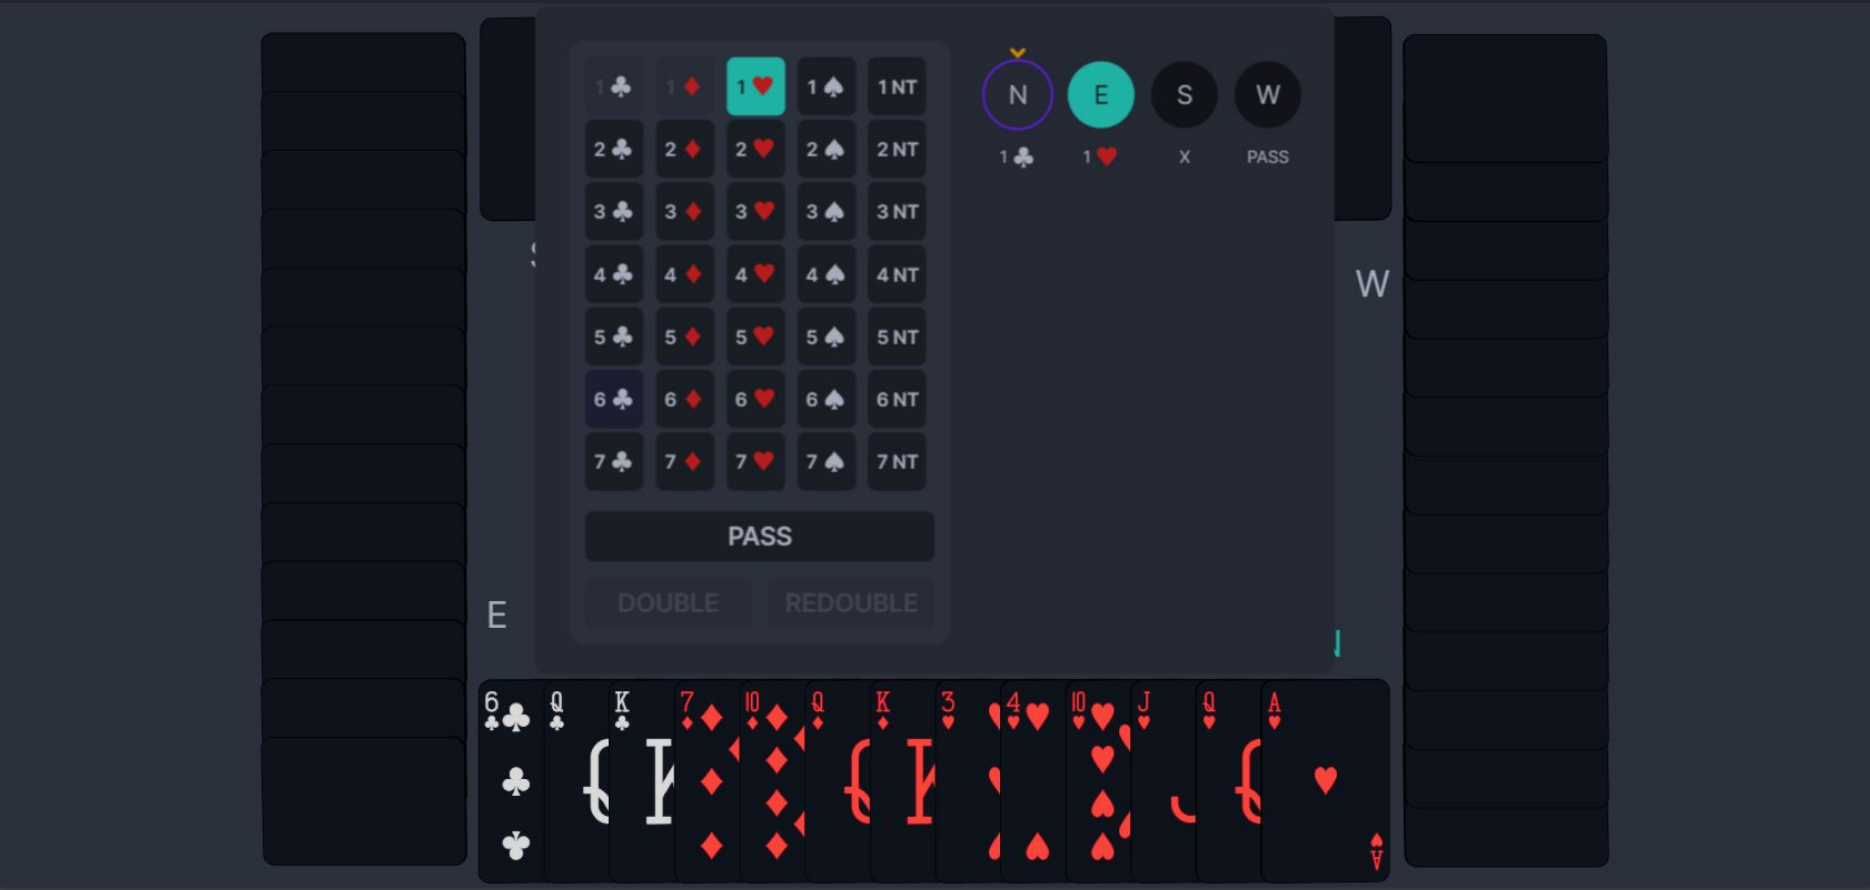 1♣ 1♦ 1♥ 1♠ 1 NT
2♣ 2♦ 2♥ 2♠ 2 NT
3♣ 3♦ 3♥ 3♠ 3 NT
4♣ 4♦ 4♥ 4♠ 4 NT
5♣ 5♦ 5♥ 5♠ 5 NT
6♣ 6♦ 6♥ 6♠ 6 NT
7♣ 7♦ 7♥ 7♠ 7 NT
PASS
DOUBLE REDOUBLE
N E S W
1♣ 1♥ X PASS
W
E
6 Q K 7 10 Q K 3 4 10 J Q A
A